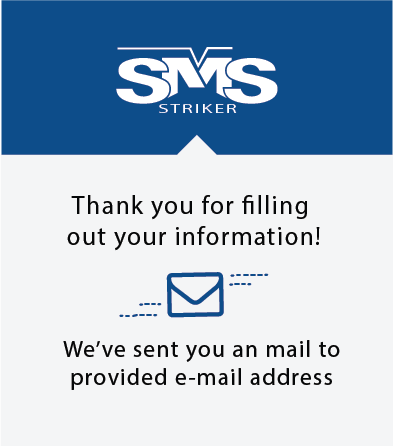 SMS
STRIKER
Thank you for filling
out your information!
We’ve sent you an mail to
provided e-mail address